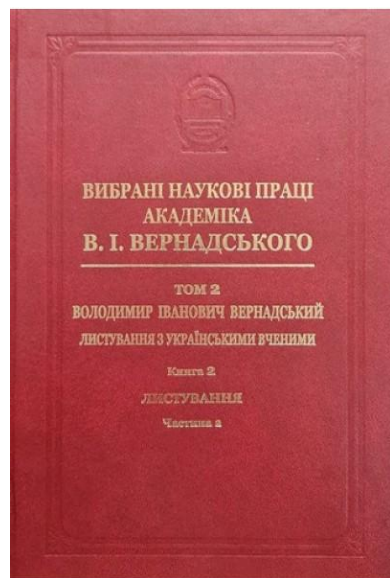 ВИБРАНІ НАУКОВІ ПРАЦІ
АКАДЕМІКА
В. І. ВЕРНАДСЬКОГО
ТОМ 2
ВОЛОДИМИР ІВАНОВИЧ ВЕРНАДСЬКИЙ
ЛИСТУВАННЯ З УКРАЇНСЬКИМИ ВЧЕНИМИ
Книга 2
ЛИСТУВАННЯ
Частина 2